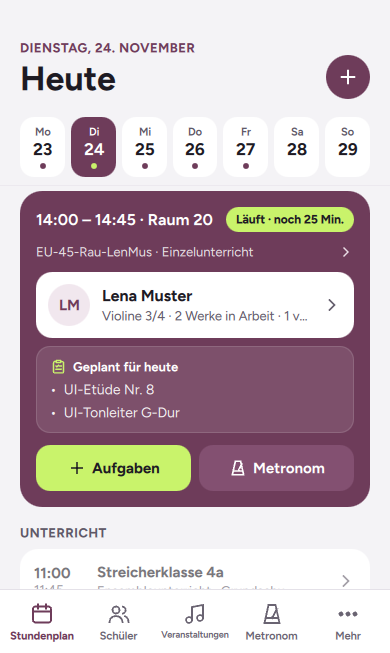 DIENSTAG, 24. NOVEMBER
Heute
Mo Di Mi Do Fr Sa So
23 24 25 26 27 28 29
14:00 – 14:45 · Raum 20 Läuft · noch 25 Min.
EU-45-Rau-LenMus · Einzelunterricht
LM
Lena Muster
Violine 3/4 · 2 Werke in Arbeit · 1 v...
Geplant für heute
• UI-Etüde Nr. 8
• UI-Tonleiter G-Dur
Aufgaben
Metronom
UNTERRICHT
11:00 Streicherklasse 4a
Stundenplan Schüler Veranstaltungen Metronom Mehr